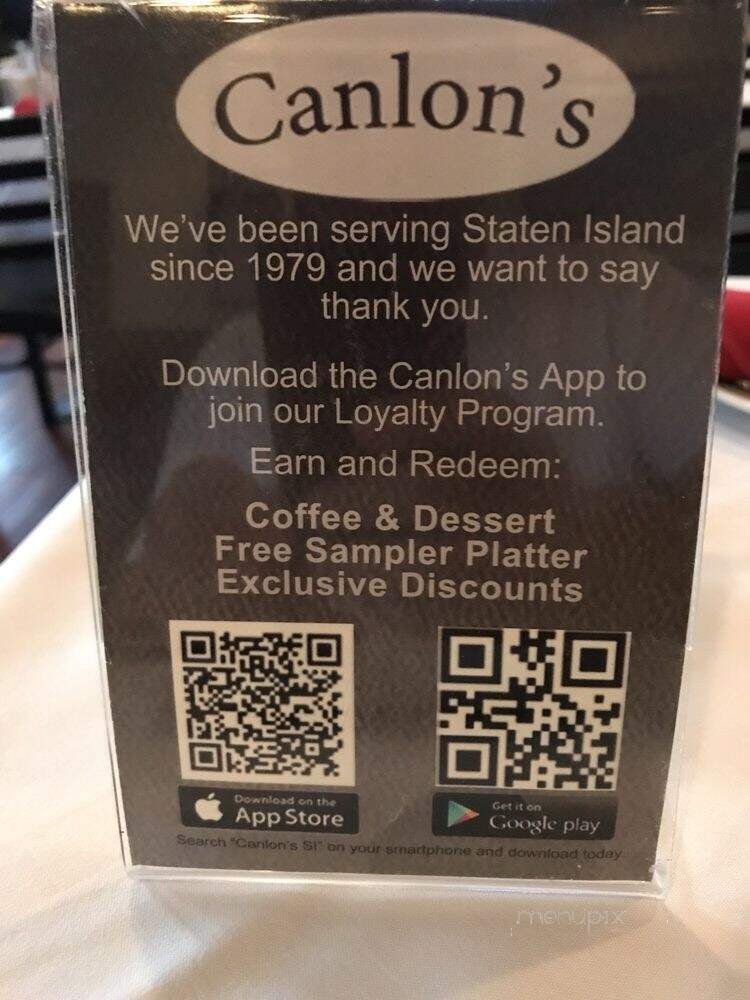 Canlon's
We've been serving Staten Island
since 1979 and we want to say
thank you.
Download the Canlon's App to
join our Loyalty Program.
Earn and Redeem:
Coffee & Dessert
Free Sampler Platter
Exclusive Discounts
Download on the
App Store
Get it on
Google play
Search "Canlon's SI" on your smartphone and download today.
menupix